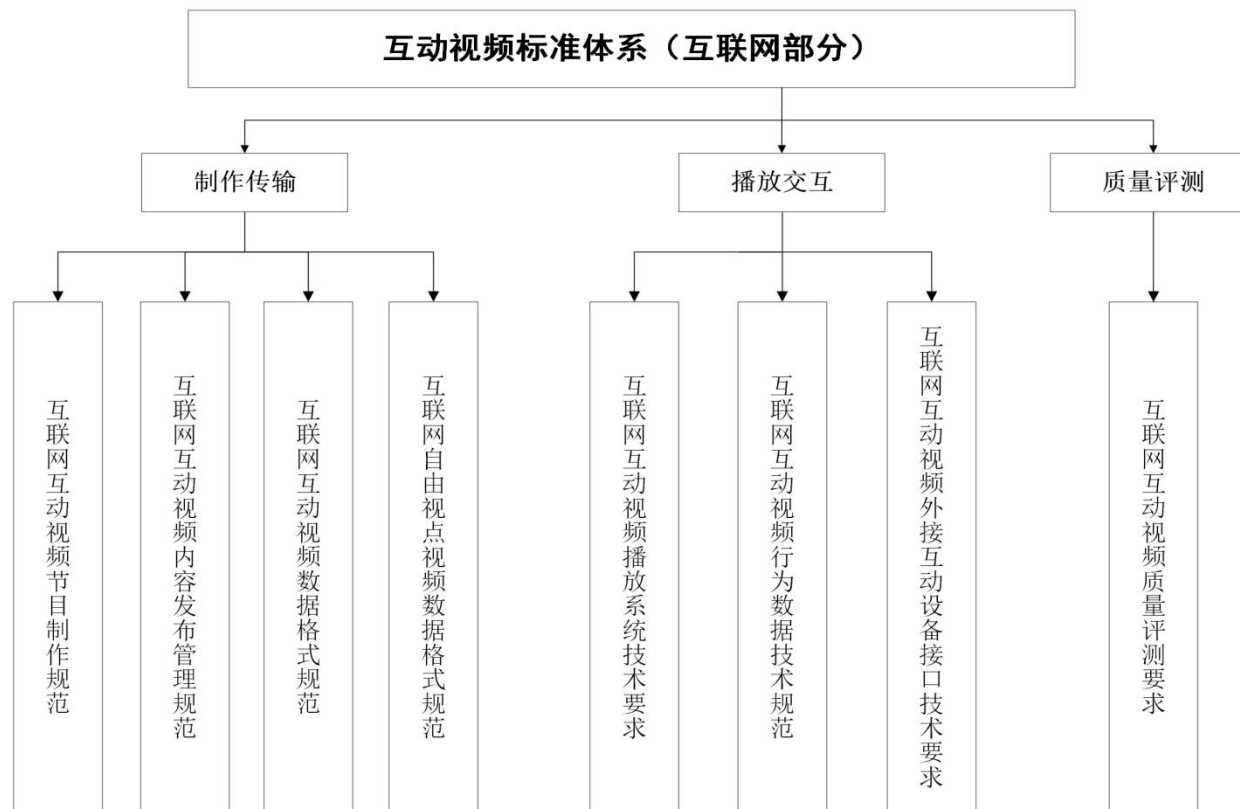 互动视频标准体系（互联网部分）
制作传输
播放交互
质量评测
互联网互动视频节目制作规范
互联网互动视频内容发布管理规范
互联网互动视频数据格式规范
互联网自由视点视频数据格式规范
互联网互动视频播放系统技术要求
互联网互动视频行为数据技术规范
互联网互动视频外接互动设备接口技术要求
互联网互动视频质量评测要求